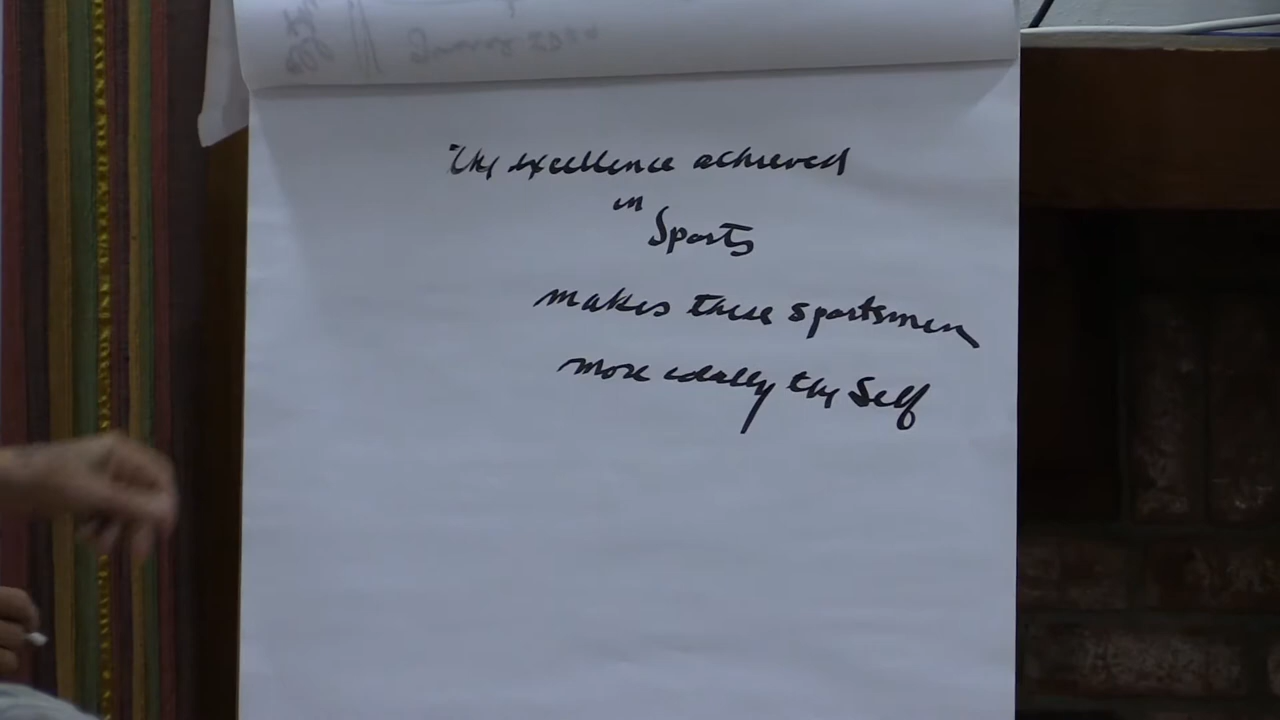 The excellence achieved
in
Sports
makes these sportsmen
more ideally the Self